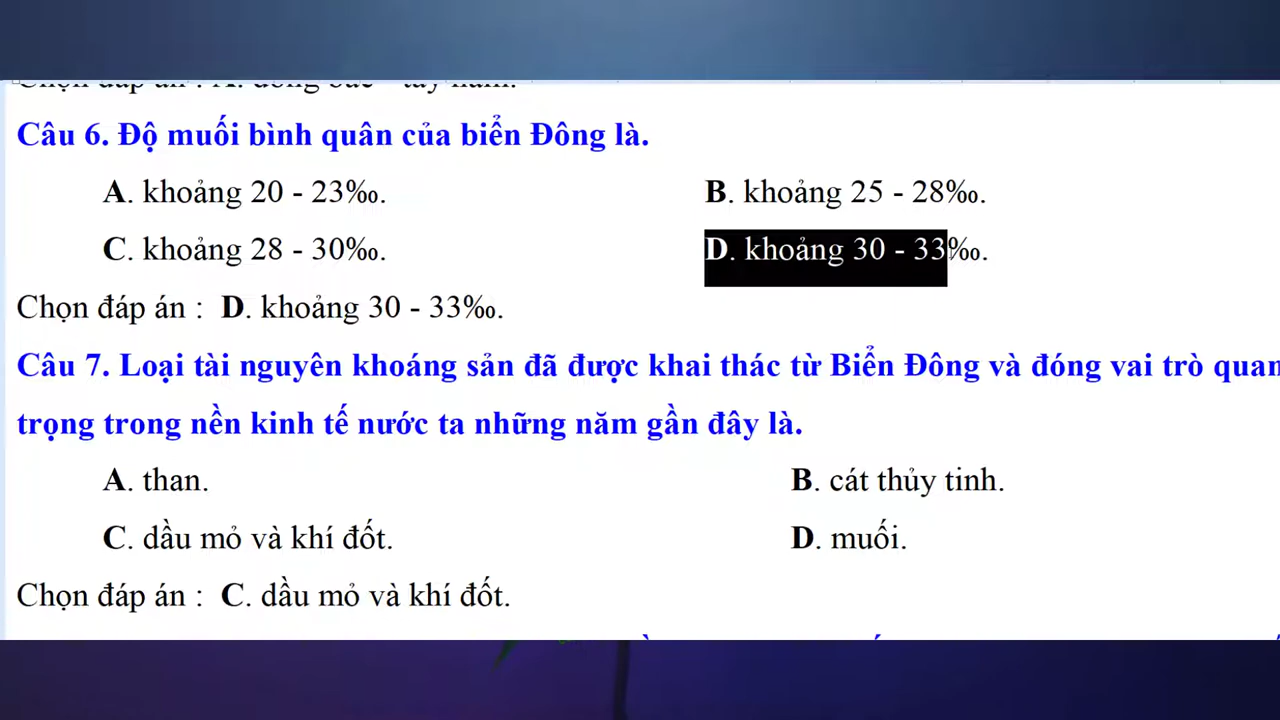 Câu 6. Độ muối bình quân của biển Đông là.
A. khoảng 20 - 23‰. B. khoảng 25 - 28‰.
C. khoảng 28 - 30‰. D. khoảng 30 - 33‰.
Chọn đáp án : D. khoảng 30 - 33‰.
Câu 7. Loại tài nguyên khoáng sản đã được khai thác từ Biển Đông và đóng vai trò quan
trọng trong nền kinh tế nước ta những năm gần đây là.
A. than. B. cát thủy tinh.
C. dầu mỏ và khí đốt. D. muối.
Chọn đáp án : C. dầu mỏ và khí đốt.